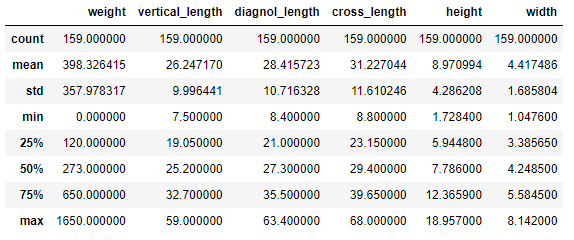 weight vertical_length diagnol_length cross_length height width
count 159.000000 159.000000 159.000000 159.000000 159.000000 159.000000
mean 398.326415 26.247170 28.415723 31.227044 8.970994 4.417486
std 357.978317 9.996441 10.716328 11.610246 4.286208 1.685804
min 0.000000 7.500000 8.400000 8.800000 1.728400 1.047600
25% 120.000000 19.050000 21.000000 23.150000 5.944800 3.385650
50% 273.000000 25.200000 27.300000 29.400000 7.786000 4.248500
75% 650.000000 32.700000 35.500000 39.650000 12.365900 5.584500
max 1650.000000 59.000000 63.400000 68.000000 18.957000 8.142000